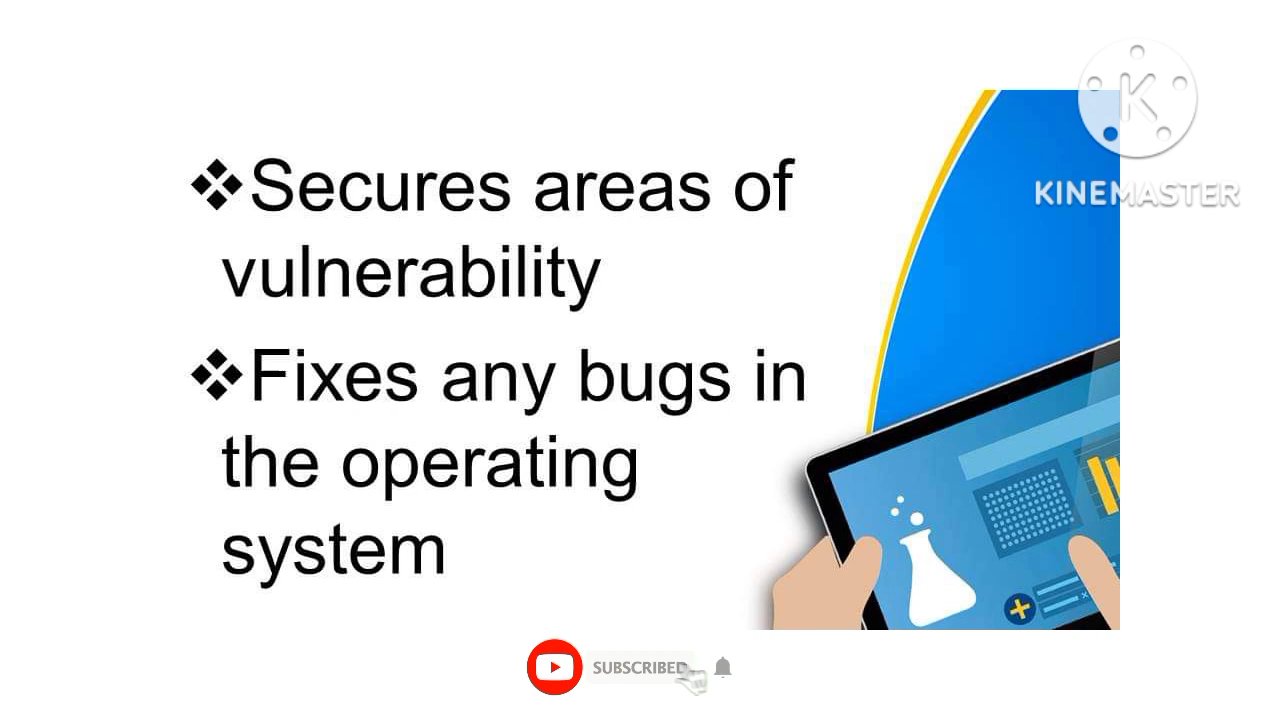 ❖Secures areas of
vulnerability
❖Fixes any bugs in
the operating
system
K
KINEMASTER
SUBSCRIBED